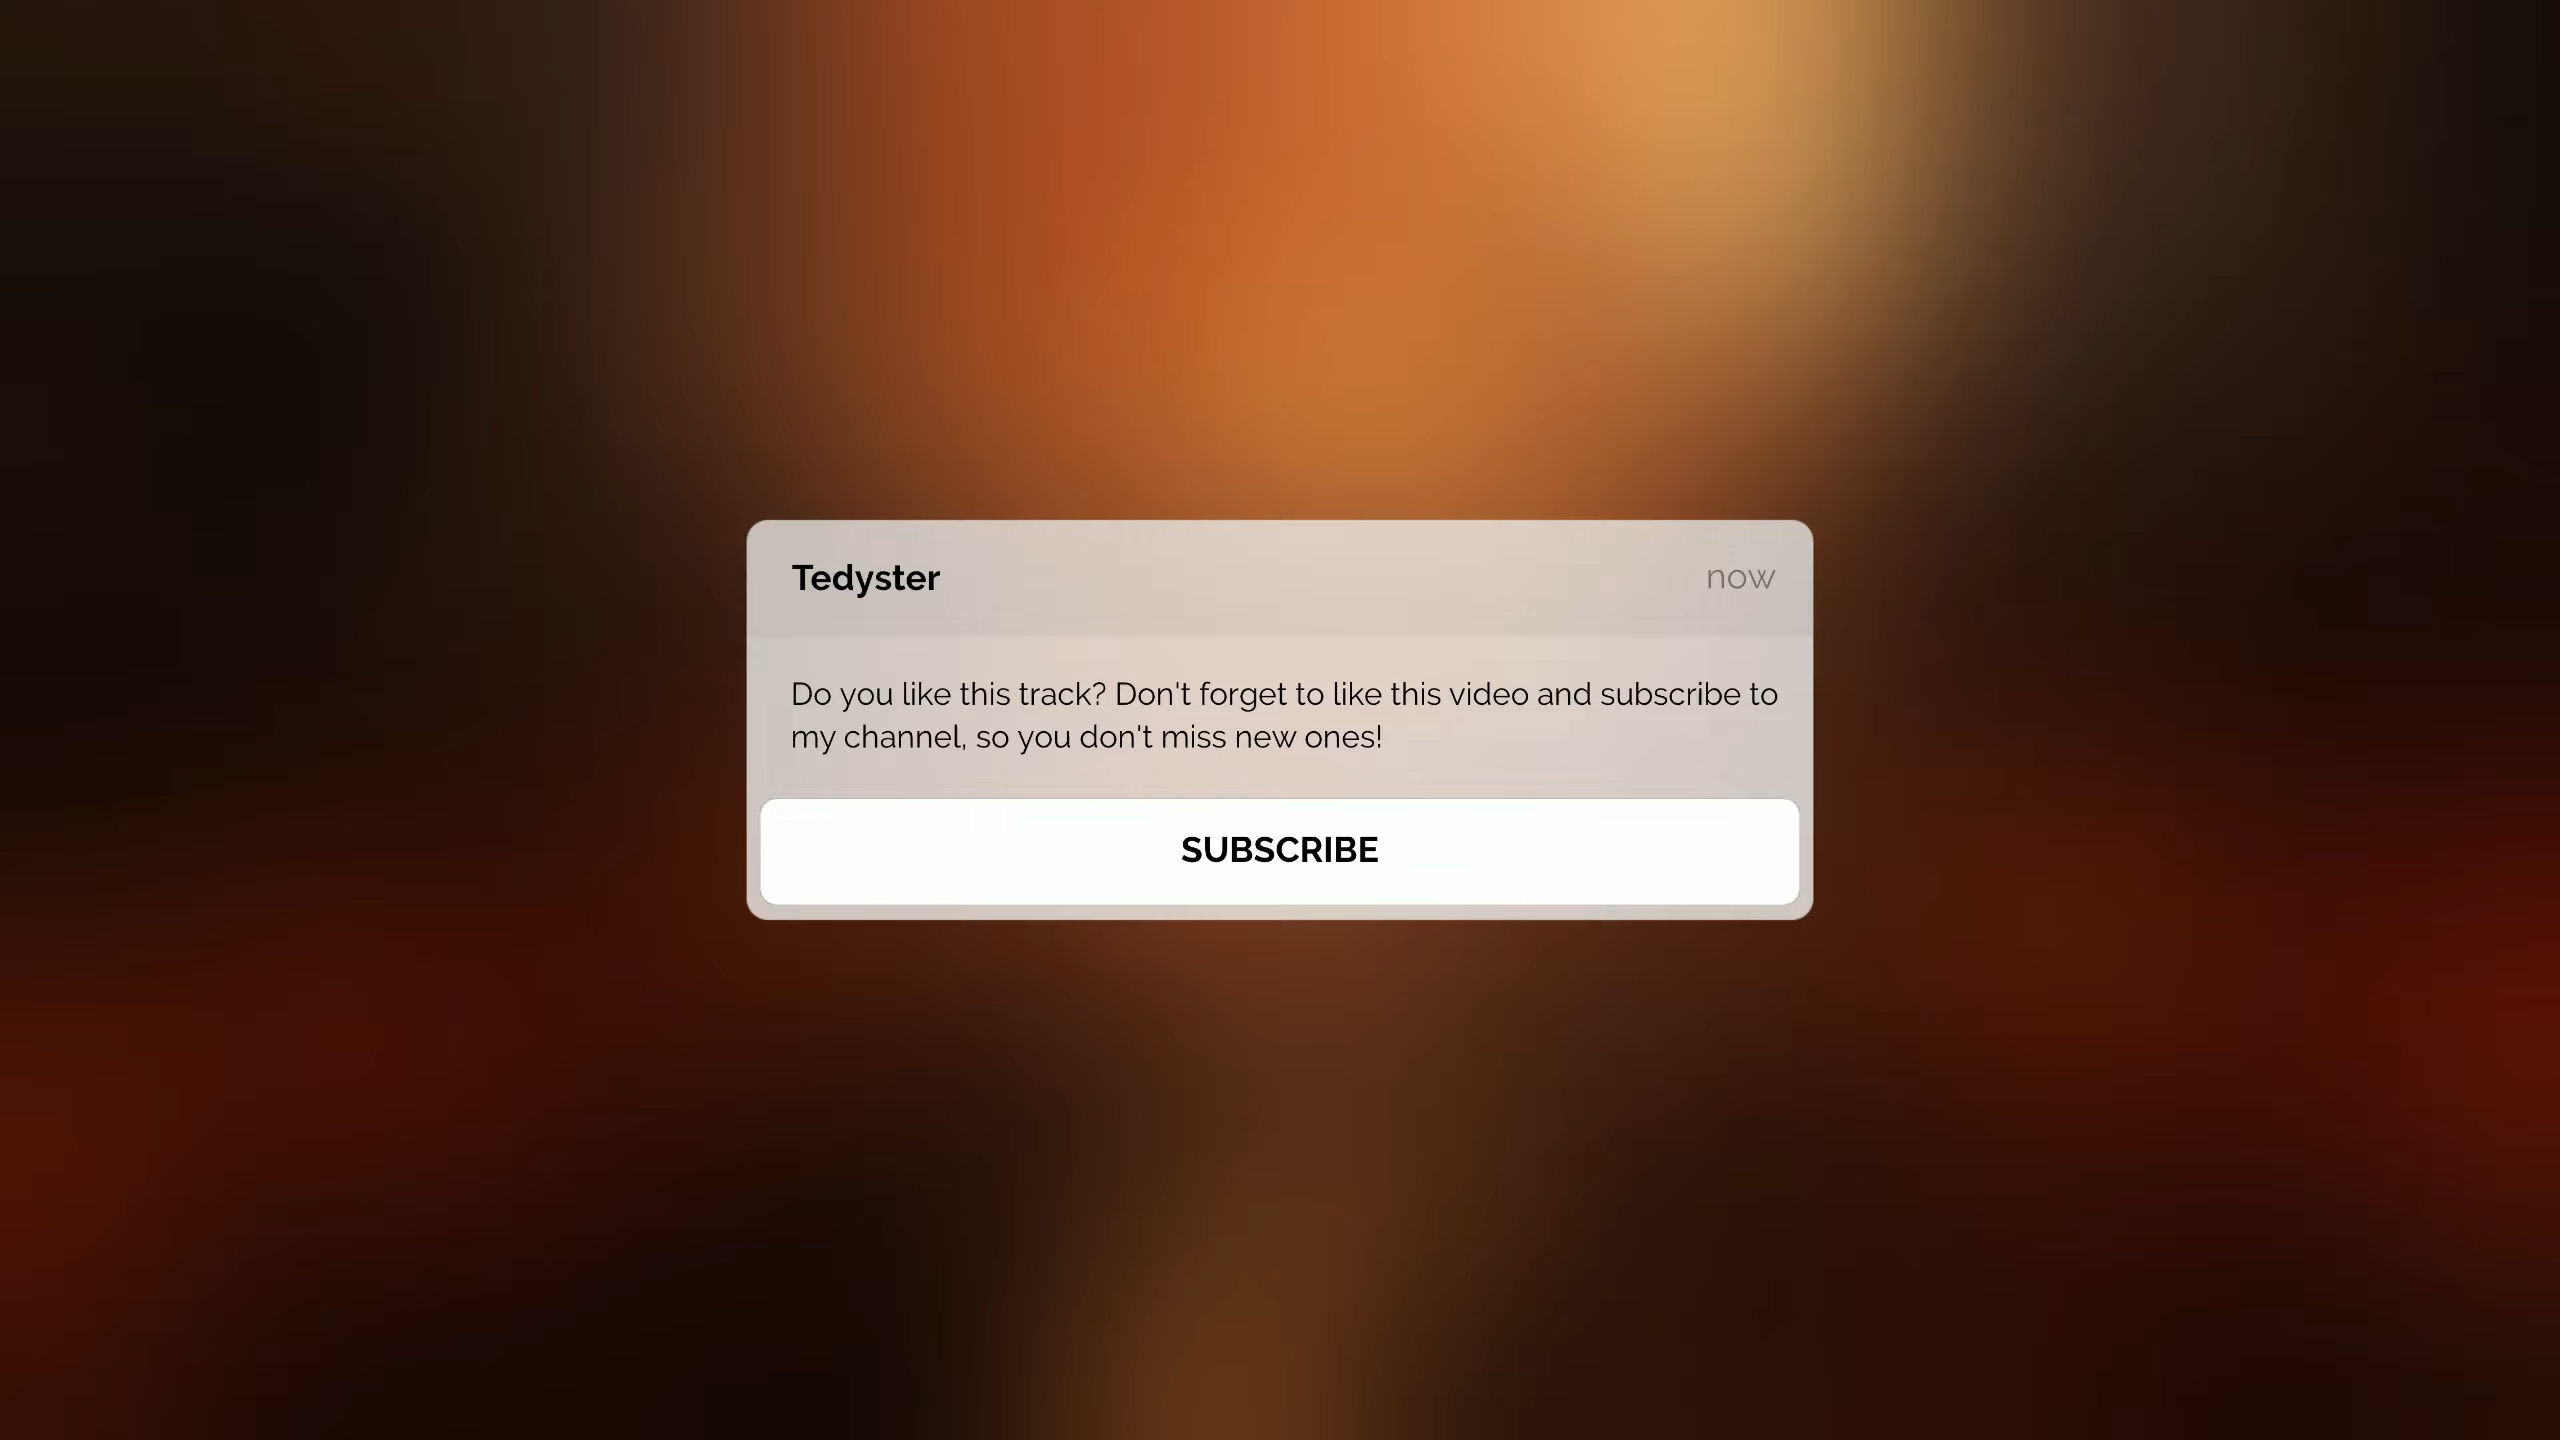 Tedyster
now
Do you like this track? Don't forget to like this video and subscribe to
my channel, so you don't miss new ones!
SUBSCRIBE